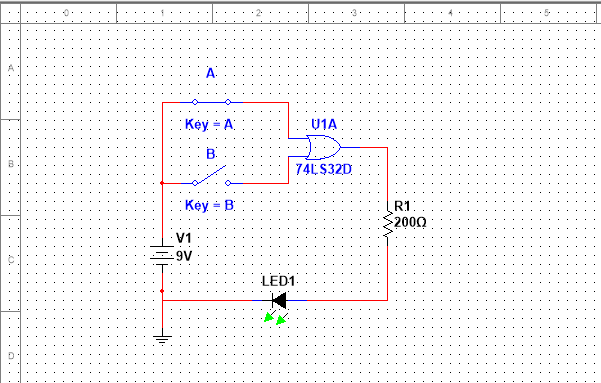 0 1 2 3 4 5
A
A
Key = A
U1A
B
B
74LS32D
Key = B
R1
200Ω
V1
9V
C
LED1
D